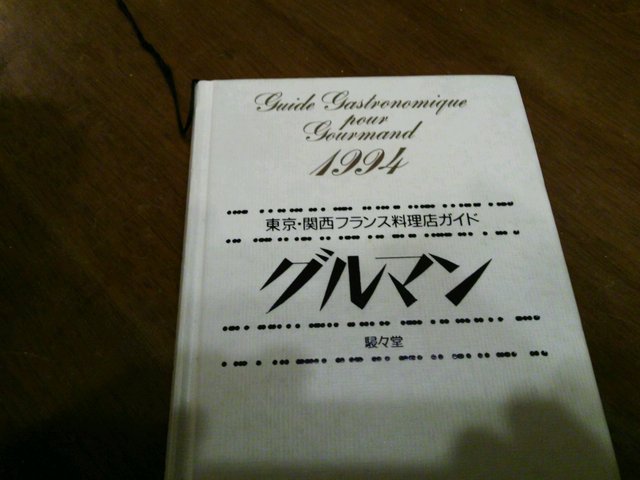 Guide Gastronomique
pour
Gourmand
1994
東京・関西フランス料理店ガイド
グルマン
駸々堂